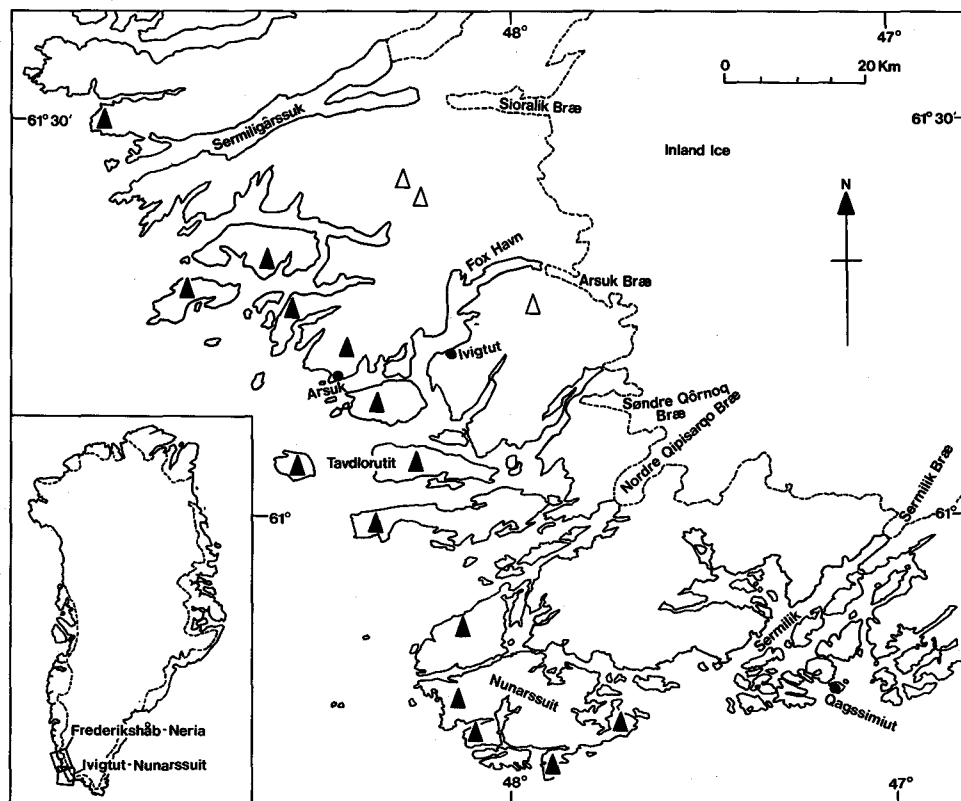 48°
47°
0 20 Km
61° 30'
61° 30'
Sioralik Bræ
Sermiligârssuk
Inland Ice
N
Fox Havn
Arsuk Bræ
Ivigtut
Arsuk
Søndre Qôrnoq
Bræ
Nordre Qipisarqo Bræ
Tavdlorutit
Sermilik Bræ
61°
61°
Sermilik
Nunarssuit
Qagssimiut
Frederikshåb-Neria
Ivigtut-Nunarssuit
48°
47°